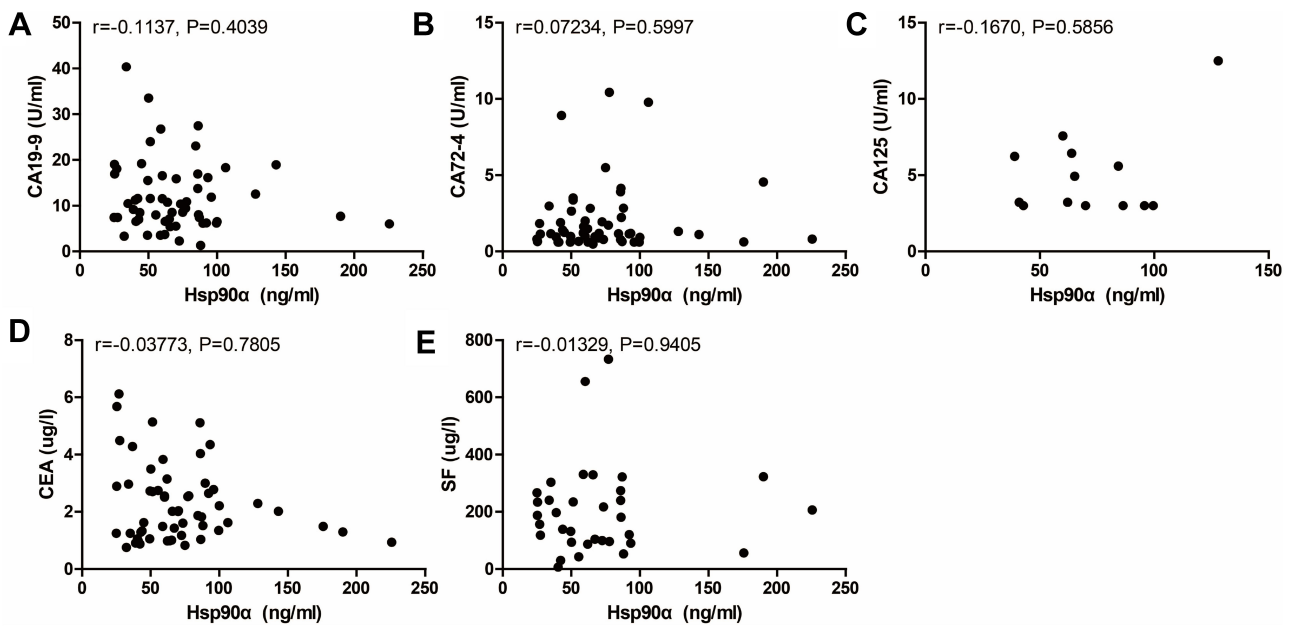 A
r=-0.1137, P=0.4039
CA19-9 (U/ml)
50
40
30
20
10
0
0 50 100 150 200 250
Hsp90α (ng/ml)
B
r=0.07234, P=0.5997
CA72-4 (U/ml)
15
10
5
0
0 50 100 150 200 250
Hsp90α (ng/ml)
C
r=-0.1670, P=0.5856
CA125 (U/ml)
15
10
5
0
0 50 100 150
Hsp90α (ng/ml)
D
r=-0.03773, P=0.7805
CEA (ug/l)
8
6
4
2
0
0 50 100 150 200 250
Hsp90α (ng/ml)
E
r=-0.01329, P=0.9405
SF (ug/l)
800
600
400
200
0
0 50 100 150 200 250
Hsp90α (ng/ml)